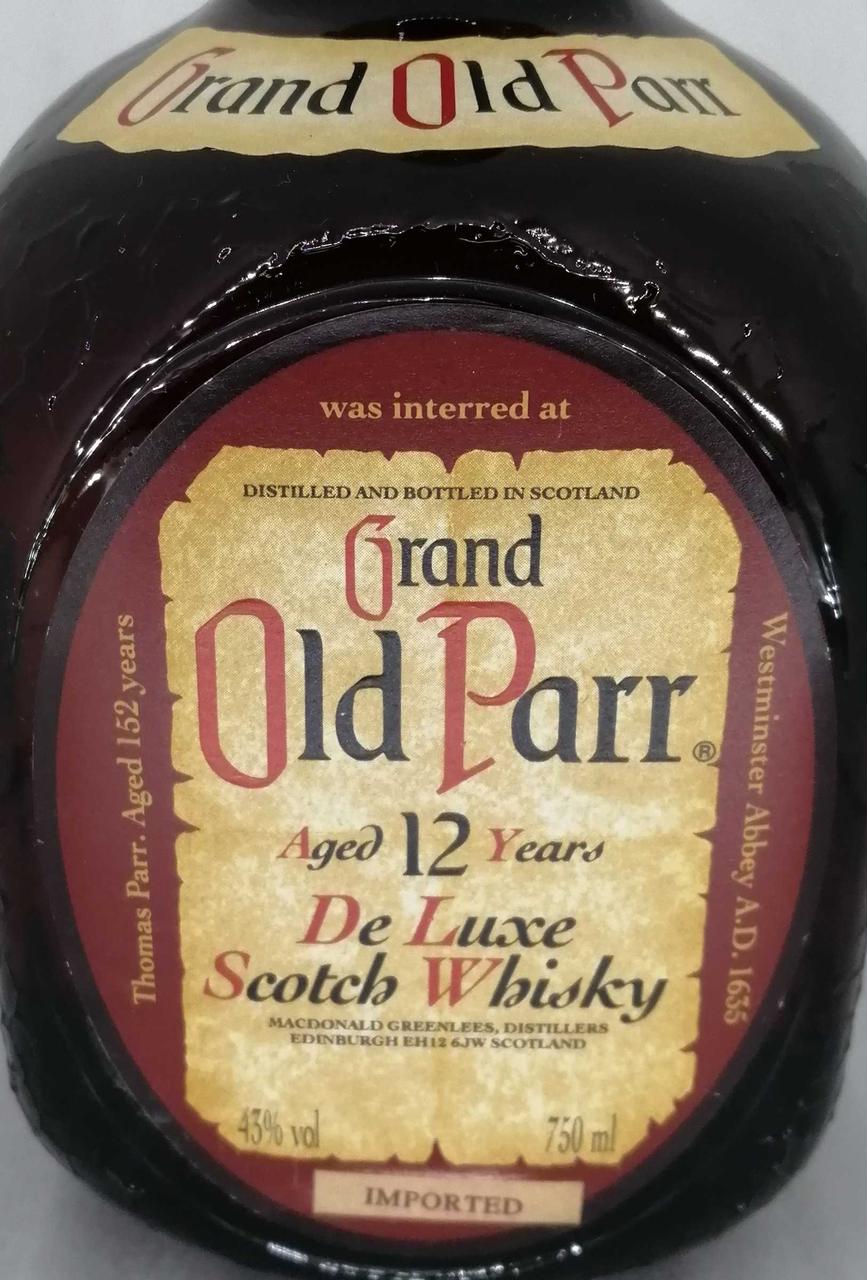 Grand Old Parr
was interred at
Thomas Parr. Aged 152 years
Westminster Abbey A.D. 1635
DISTILLED AND BOTTLED IN SCOTLAND
Grand
Old Parr®
Aged 12 Years
De Luxe
Scotch Whisky
MACDONALD GREENLEES, DISTILLERS
EDINBURGH EH12 6JW SCOTLAND
43% vol 750 ml
IMPORTED